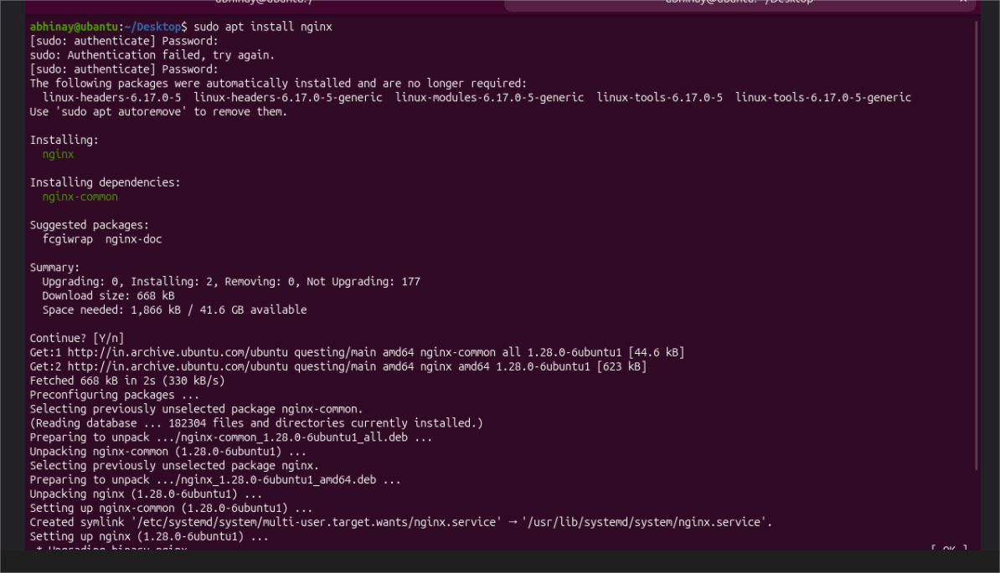 abhinay@ubantu:~/Desktop$ sudo apt install nginx
[sudo: authenticate] Password:
sudo: Authentication failed, try again.
[sudo: authenticate] Password:
The following packages were automatically installed and are no longer required:
  linux-headers-6.17.0-5  linux-headers-6.17.0-5-generic  linux-modules-6.17.0-5-generic  linux-tools-6.17.0-5  linux-tools-6.17.0-5-generic
Use 'sudo apt autoremove' to remove them.

Installing:
  nginx

Installing dependencies:
  nginx-common

Suggested packages:
  fcgiwrap  nginx-doc

Summary:
  Upgrading: 0, Installing: 2, Removing: 0, Not Upgrading: 177
  Download size: 668 kB
  Space needed: 1,866 kB / 41.6 GB available

Continue? [Y/n]
Get:1 http://in.archive.ubuntu.com/ubuntu questing/main amd64 nginx-common all 1.28.0-6ubuntu1 [44.6 kB]
Get:2 http://in.archive.ubuntu.com/ubuntu questing/main amd64 nginx amd64 1.28.0-6ubuntu1 [623 kB]
Fetched 668 kB in 2s (330 kB/s)
Preconfiguring packages ...
Selecting previously unselected package nginx-common.
(Reading database ... 182304 files and directories currently installed.)
Preparing to unpack .../nginx-common_1.28.0-6ubuntu1_all.deb ...
Unpacking nginx-common (1.28.0-6ubuntu1) ...
Selecting previously unselected package nginx.
Preparing to unpack .../nginx_1.28.0-6ubuntu1_amd64.deb ...
Unpacking nginx (1.28.0-6ubuntu1) ...
Setting up nginx-common (1.28.0-6ubuntu1) ...
Created symlink '/etc/systemd/system/multi-user.target.wants/nginx.service' → '/usr/lib/systemd/system/nginx.service'.
Setting up nginx (1.28.0-6ubuntu1) ...
 * Upgrading binary nginx [ OK ]